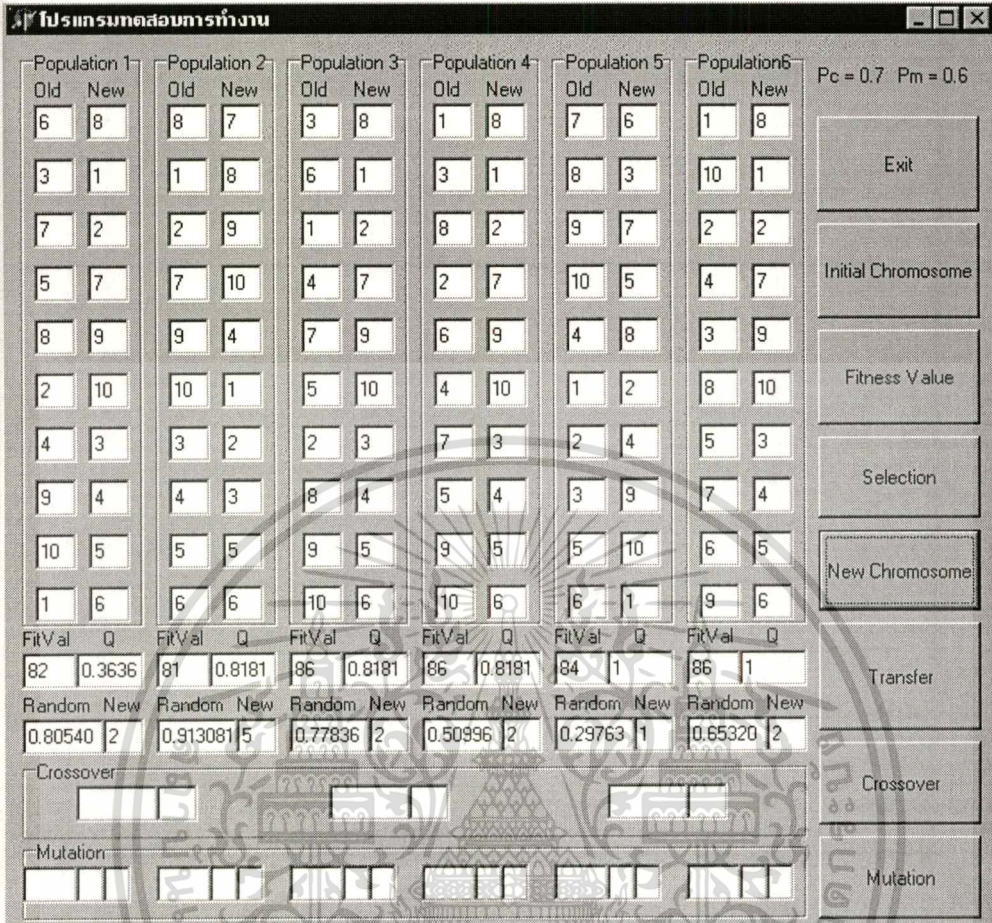 โปรแกรมทดสอบการทำงาน
Population 1 Population 2 Population 3 Population 4 Population 5 Population6 Pc = 0.7 Pm = 0.6
Old New Old New Old New Old New Old New Old New
6 8 8 7 3 8 1 8 7 6 1 8
Exit
3 1 1 8 6 1 3 1 8 3 10 1
7 2 2 9 1 2 8 2 9 7 2 2
Initial Chromosome
5 7 7 10 4 7 2 7 10 5 4 7
8 9 9 4 7 9 6 9 4 8 3 9
Fitness Value
2 10 10 1 5 10 4 10 1 2 8 10
4 3 3 2 2 3 7 3 2 4 5 3
Selection
9 4 4 3 8 4 5 4 3 9 7 4
10 5 5 5 9 5 9 5 5 10 6 5
New Chromosome
1 6 6 6 10 6 10 6 6 1 9 6
FitVal Q FitVal Q FitVal Q FitVal Q FitVal Q FitVal Q
82 0.3636 81 0.8181 86 0.8181 86 0.8181 84 1 86 1
Transfer
Random New Random New Random New Random New Random New Random New
0.80540 2 0.913081 5 0.77836 2 0.50996 2 0.29763 1 0.65320 2
Crossover
Crossover
Mutation
Mutation